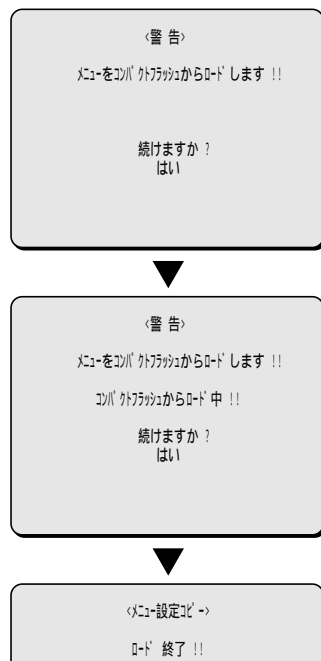 〈警 告〉
ﾒﾆｭｰをｺﾝﾊﾟｸﾄﾌﾗｯｼｭからﾛｰﾄﾞします !!
続けますか ?
はい
〈警 告〉
ﾒﾆｭｰをｺﾝﾊﾟｸﾄﾌﾗｯｼｭからﾛｰﾄﾞします !!
ｺﾝﾊﾟｸﾄﾌﾗｯｼｭからﾛｰﾄﾞ中 !!
続けますか ?
はい
〈ﾒﾆｭｰ設定ｺﾋﾟｰ〉
ﾛｰﾄﾞ 終了 !!